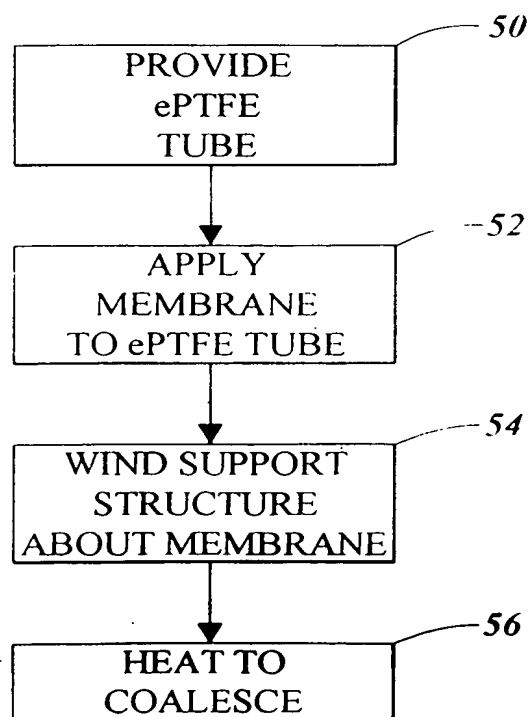 50
PROVIDE
ePTFE
TUBE
52
APPLY
MEMBRANE
TO ePTFE TUBE
54
WIND SUPPORT
STRUCTURE
ABOUT MEMBRANE
56
HEAT TO
COALESCE